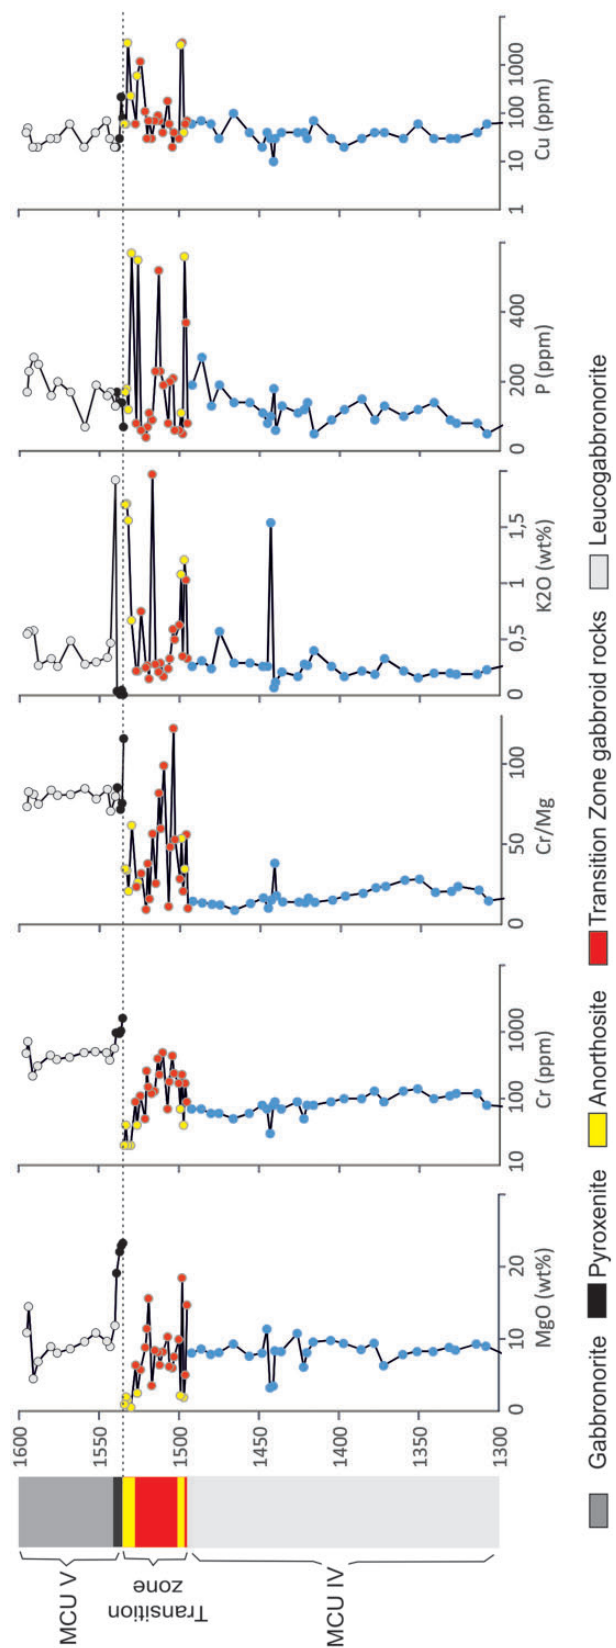 MCU V
Transition
zone
MCU IV
1600
1550
1500
1450
1400
1350
1300
0
10
20
MgO (wt%)
10
100
1000
Cr (ppm)
0
50
100
Cr/Mg
0
0,5
1
1,5
K2O (wt%)
0
200
400
P (ppm)
1
10
100
1000
Cu (ppm)
Gabbronorite
Pyroxenite
Anorthosite
Transition Zone gabbroid rocks
Leucogabbronorite